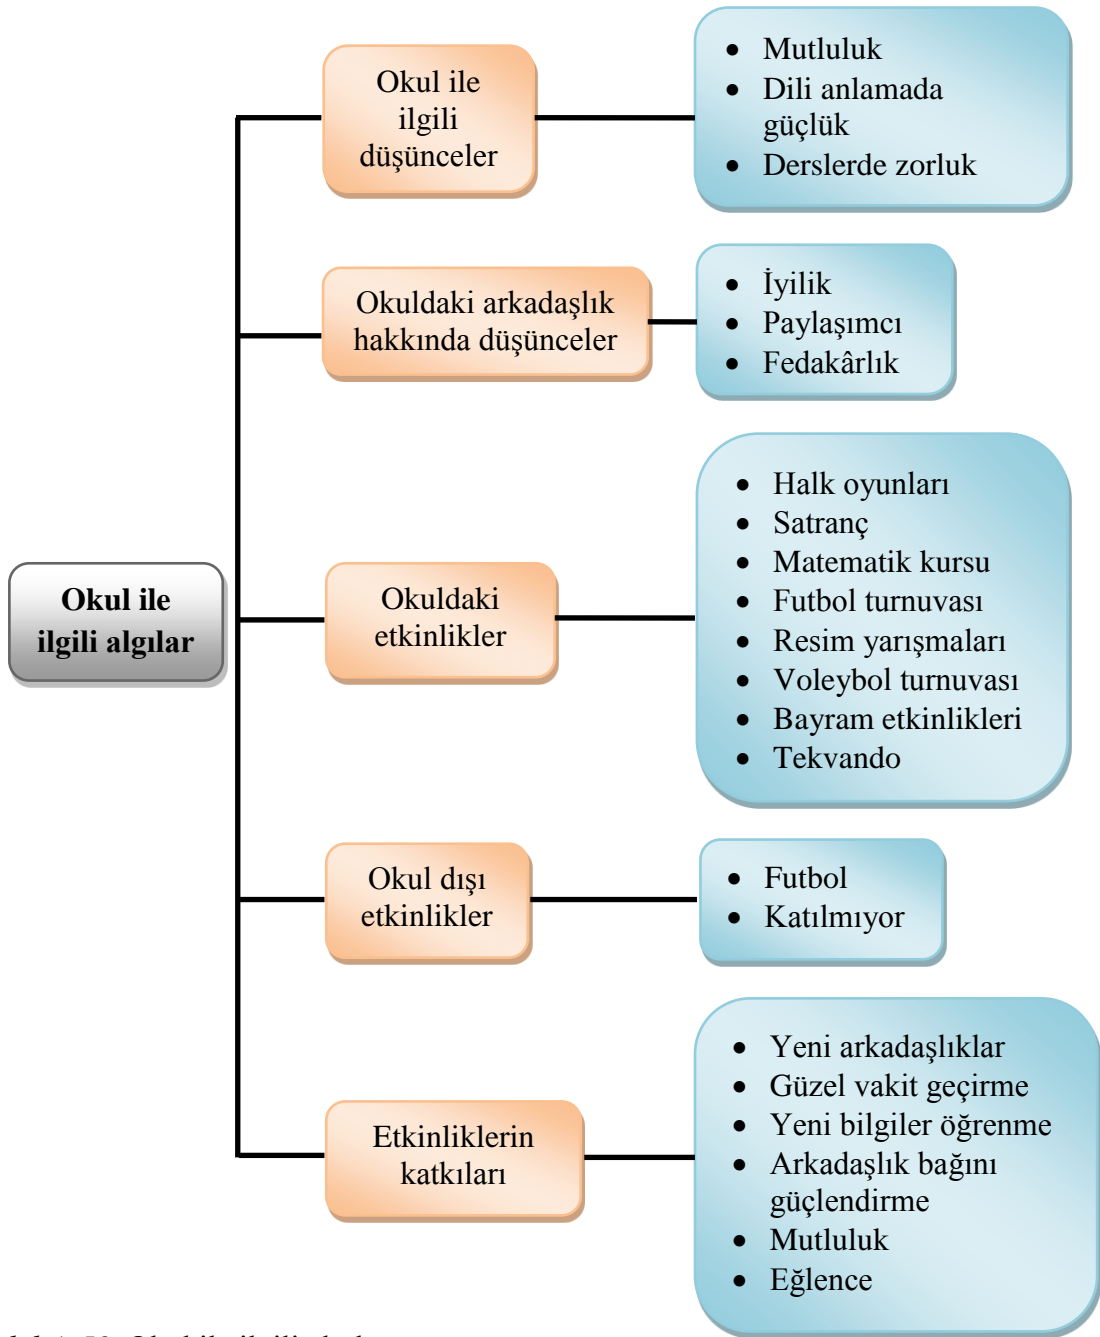 Okul ile
ilgili
düşünceler
• Mutluluk
• Dili anlamada
güçlük
• Derslerde zorluk
Okuldaki arkadaşlık
hakkında düşünceler
• İyilik
• Paylaşımcı
• Fedakârlık
Okul ile
ilgili algılar
Okuldaki
etkinlikler
• Halk oyunları
• Satranç
• Matematik kursu
• Futbol turnuvası
• Resim yarışmaları
• Voleybol turnuvası
• Bayram etkinlikleri
• Tekvando
Okul dışı
etkinlikler
• Futbol
• Katılmıyor
Etkinliklerin
katkıları
• Yeni arkadaşlıklar
• Güzel vakit geçirme
• Yeni bilgiler öğrenme
• Arkadaşlık bağını
güçlendirme
• Mutluluk
• Eğlence